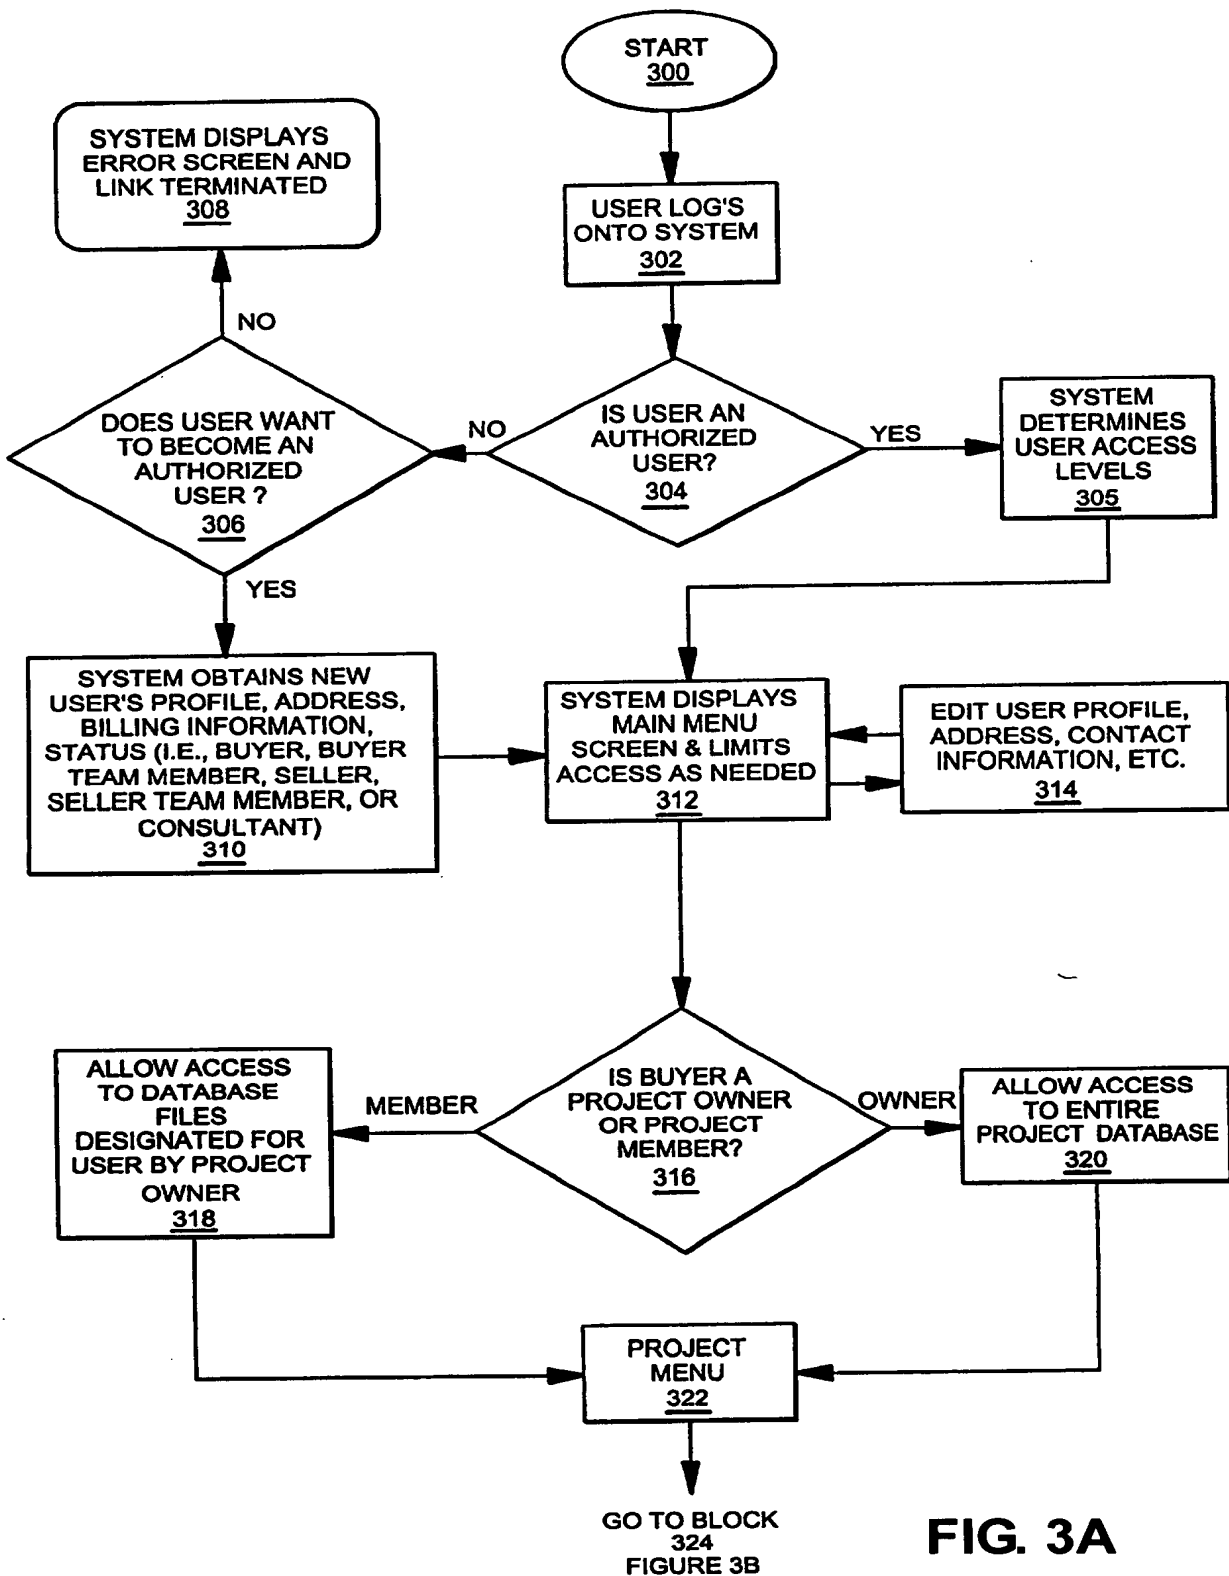 START
300
SYSTEM DISPLAYS
ERROR SCREEN AND
LINK TERMINATED
308
USER LOG'S
ONTO SYSTEM
302
NO
DOES USER WANT
TO BECOME AN
AUTHORIZED
USER ?
306
NO
IS USER AN
AUTHORIZED
USER?
304
YES
SYSTEM
DETERMINES
USER ACCESS
LEVELS
305
YES
SYSTEM OBTAINS NEW
USER'S PROFILE, ADDRESS,
BILLING INFORMATION,
STATUS (I.E., BUYER, BUYER
TEAM MEMBER, SELLER,
SELLER TEAM MEMBER, OR
CONSULTANT)
310
SYSTEM DISPLAYS
MAIN MENU
SCREEN & LIMITS
ACCESS AS NEEDED
312
EDIT USER PROFILE,
ADDRESS, CONTACT
INFORMATION, ETC.
314
ALLOW ACCESS
TO DATABASE
FILES
DESIGNATED FOR
USER BY PROJECT
OWNER
318
MEMBER
IS BUYER A
PROJECT OWNER
OR PROJECT
MEMBER?
316
OWNER
ALLOW ACCESS
TO ENTIRE
PROJECT DATABASE
320
PROJECT
MENU
322
GO TO BLOCK
324
FIGURE 3B
FIG. 3A